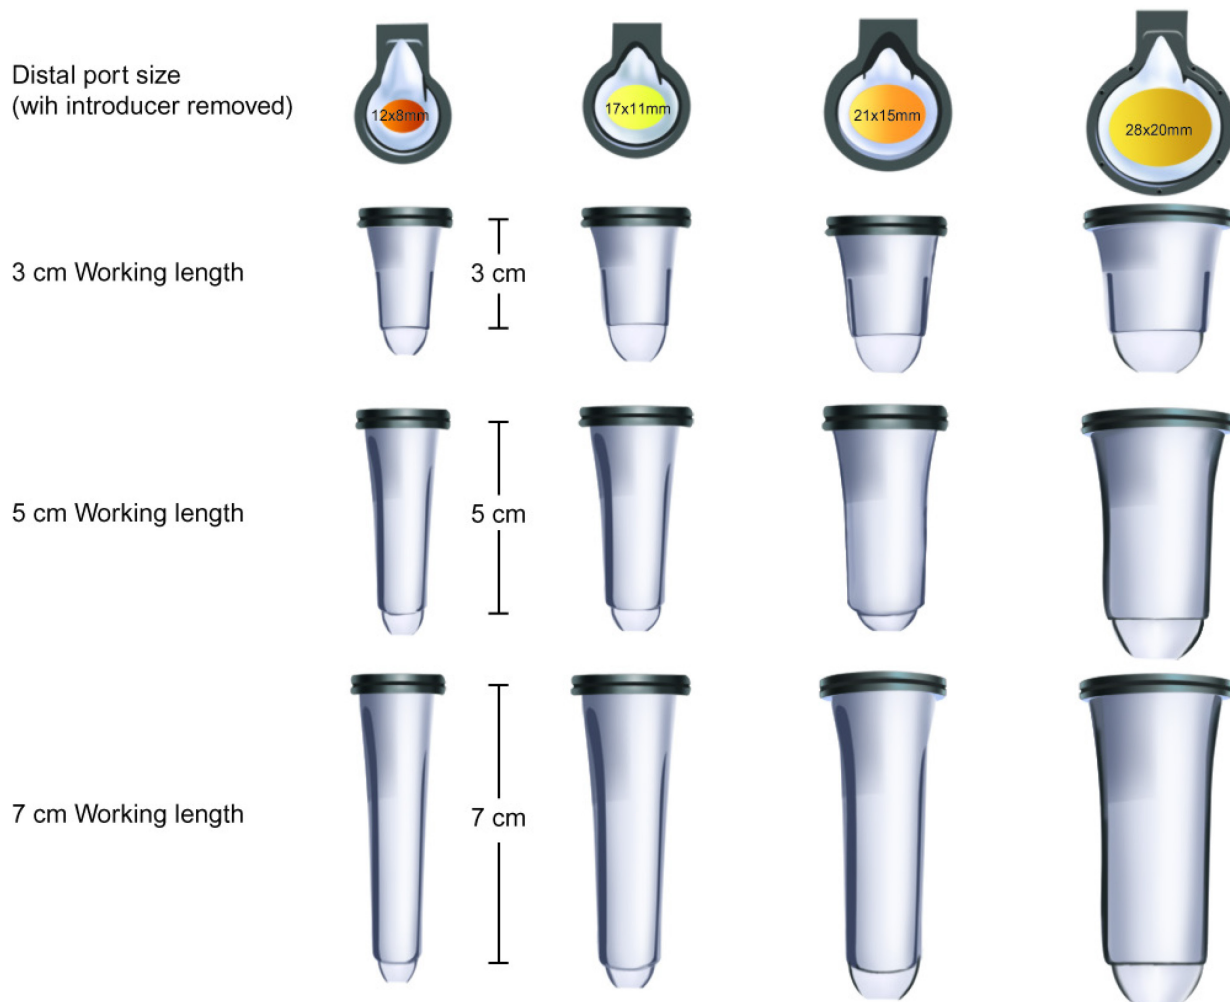 Distal port size
(wih introducer removed)
12x8mm
17x11mm
21x15mm
28x20mm
3 cm Working length
3 cm
5 cm Working length
5 cm
7 cm Working length
7 cm